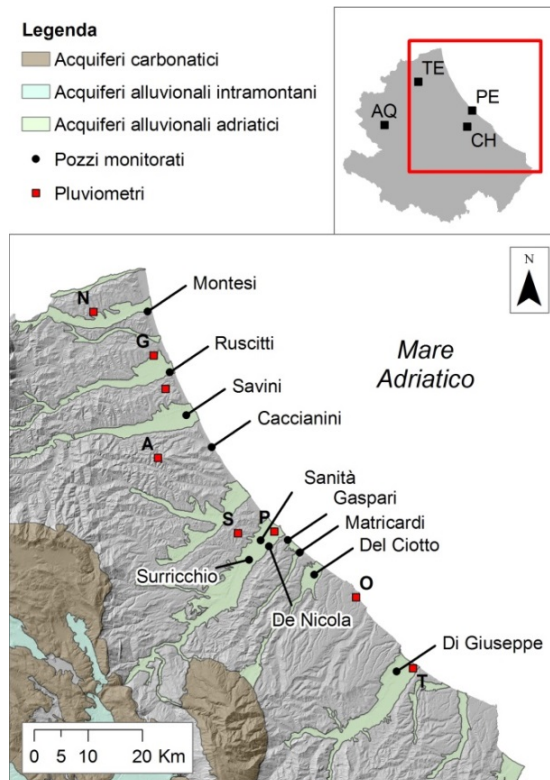 Legenda
Acquiferi carbonatici
Acquiferi alluvionali intramontani
Acquiferi alluvionali adriatici
Pozzi monitorati
Pluviometri
TE
PE
AQ
CH
N
N
Montesi
G
Ruscitti
Mare
Adriatico
Savini
Caccianini
A
Sanità
Gaspari
S
P
Matricardi
Del Ciotto
Surricchio
O
De Nicola
Di Giuseppe
T
0 5 10 20 Km